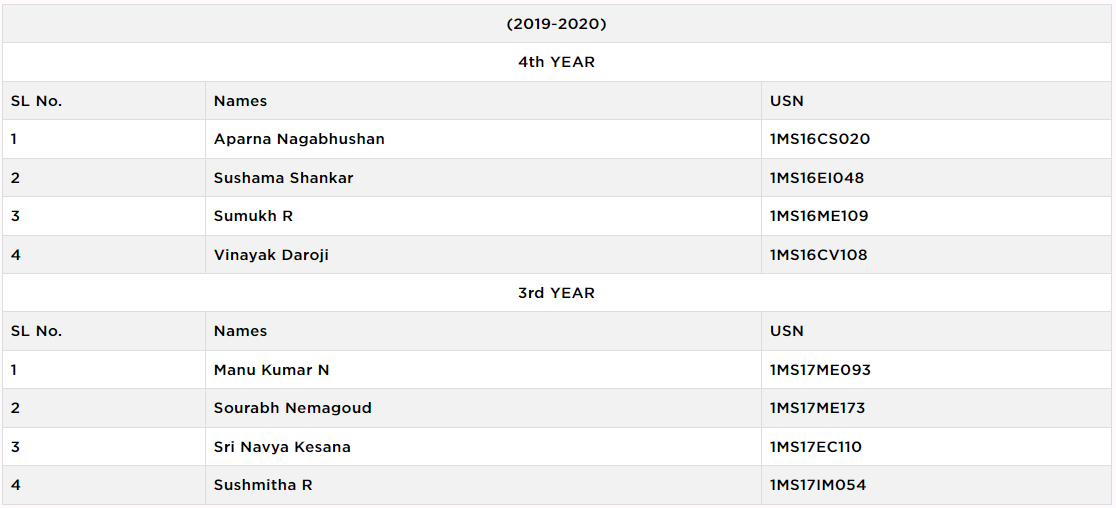 (2019-2020)
4th YEAR
SL No. Names USN
1 Aparna Nagabhushan 1MS16CS020
2 Sushama Shankar 1MS16EI048
3 Sumukh R 1MS16ME109
4 Vinayak Daroji 1MS16CV108
3rd YEAR
SL No. Names USN
1 Manu Kumar N 1MS17ME093
2 Sourabh Nemagoud 1MS17ME173
3 Sri Navya Kesana 1MS17EC110
4 Sushmitha R 1MS17IM054